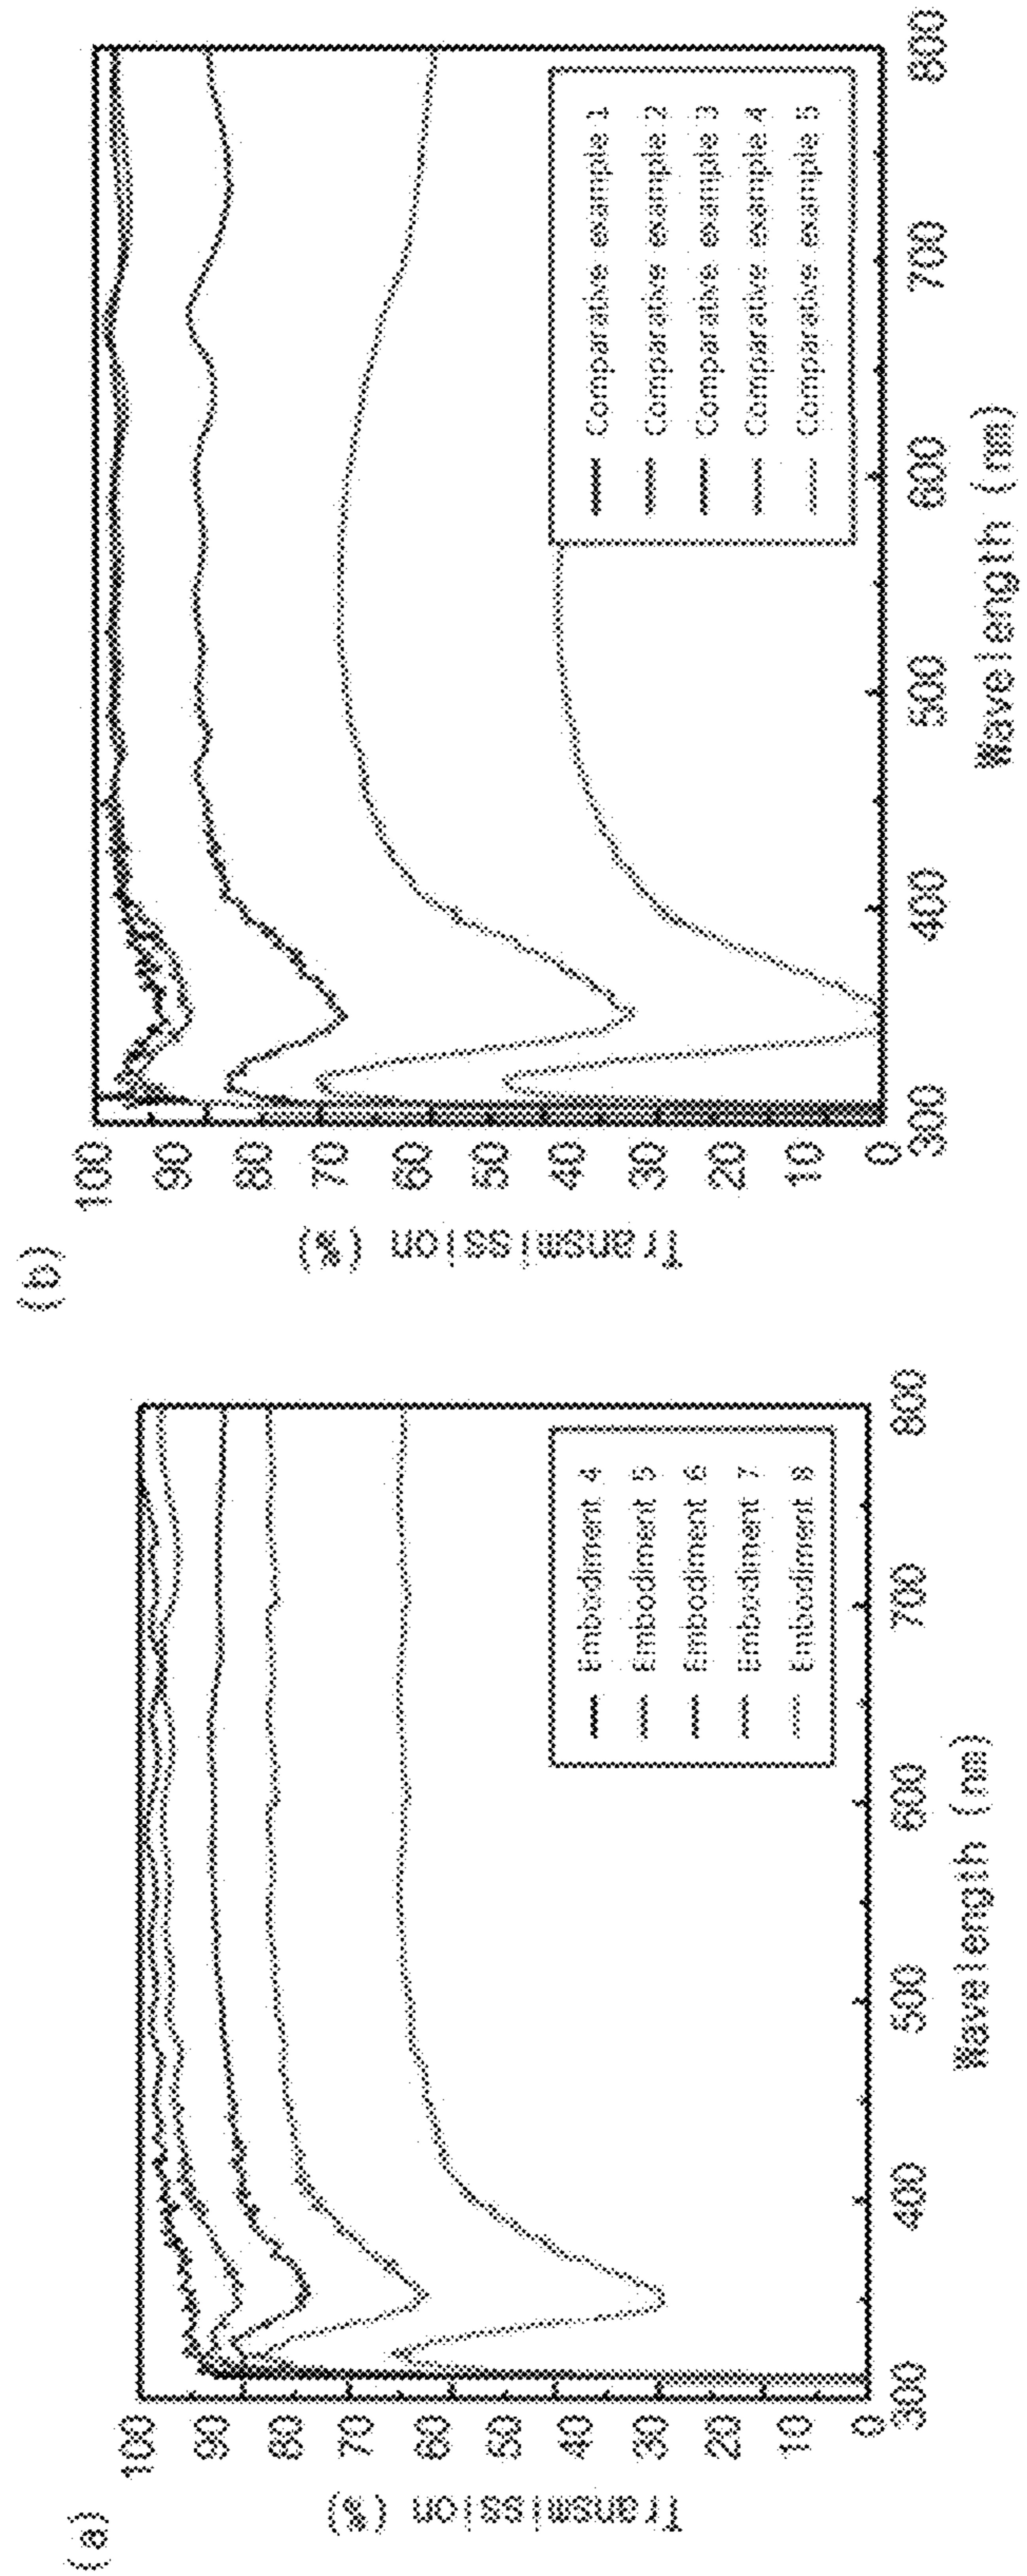 (a)
Transmission (%)
100
90
80
70
60
50
40
30
20
10
0
300
400
500
600
700
800
Wavelength (nm)
Embodiment 4
Embodiment 5
Embodiment 6
Embodiment 7
Embodiment 8
(b)
Transmission (%)
100
90
80
70
60
50
40
30
20
10
0
300
400
500
800
700
800
Wavelength (nm)
Comparative example 1
Comparative example 2
Comparative example 3
Comparative example 4
Comparative example 5